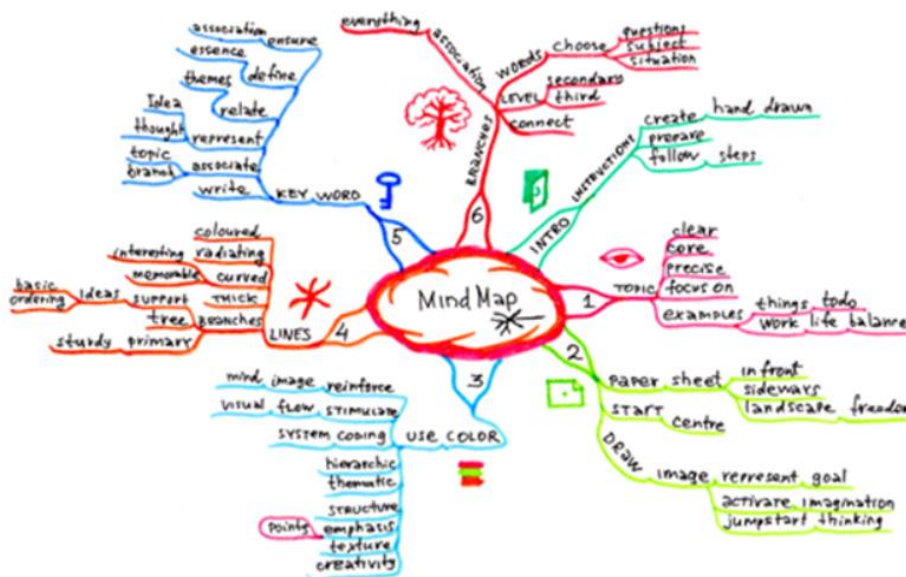 Mind Map
INTRO INSTRUCTIONS
create hand drawn
prepare
follow steps
1
TOPIC
clear
core
precise
focus on
examples
things todo
work life balance
2
paper sheet
in front
sideways
landscape freedom
START centre
DRAW image represent goal
activate imagination
jumpstart thinking
3
USE COLOR
mind image reinforce
visual flow stimulate
SYSTEM CODING
hierarchic
thematic
STRUCTURE
points emphasis
texture
creativity
4
LINES
coloured
radiating
interesting
memorable
curved
THICK
basic
ordering
Ideas support
tree BRANCHES
sturdy primary
5
KEY WORD
association ensure
essence define
themes relate
Idea
thought
represent
topic
branch
associate
write
6
BRANCHES
everything association
WORDS choose
questions
subject
situation
LEVEL
secondary
third
connect